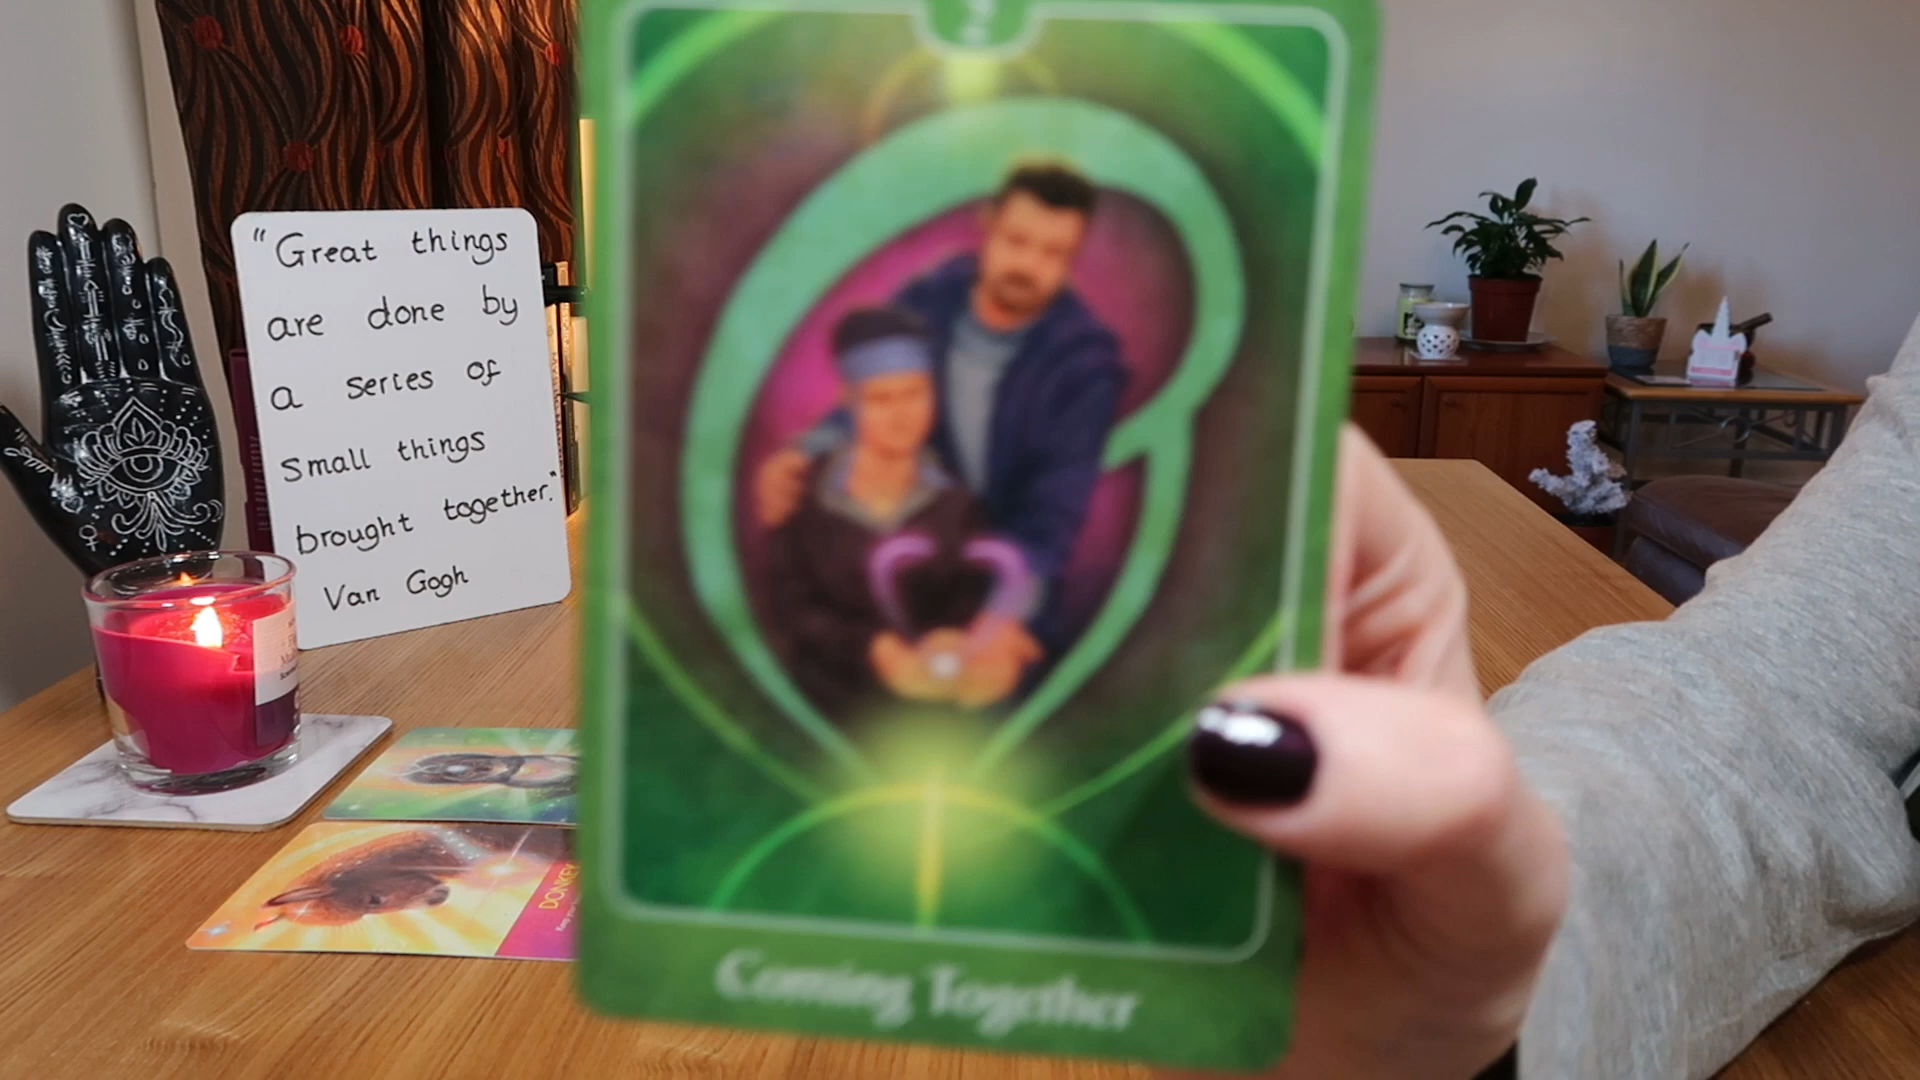 "Great things
are done by
a series of
small things
brought together."
Van Gogh
Coming Together
DONKEY